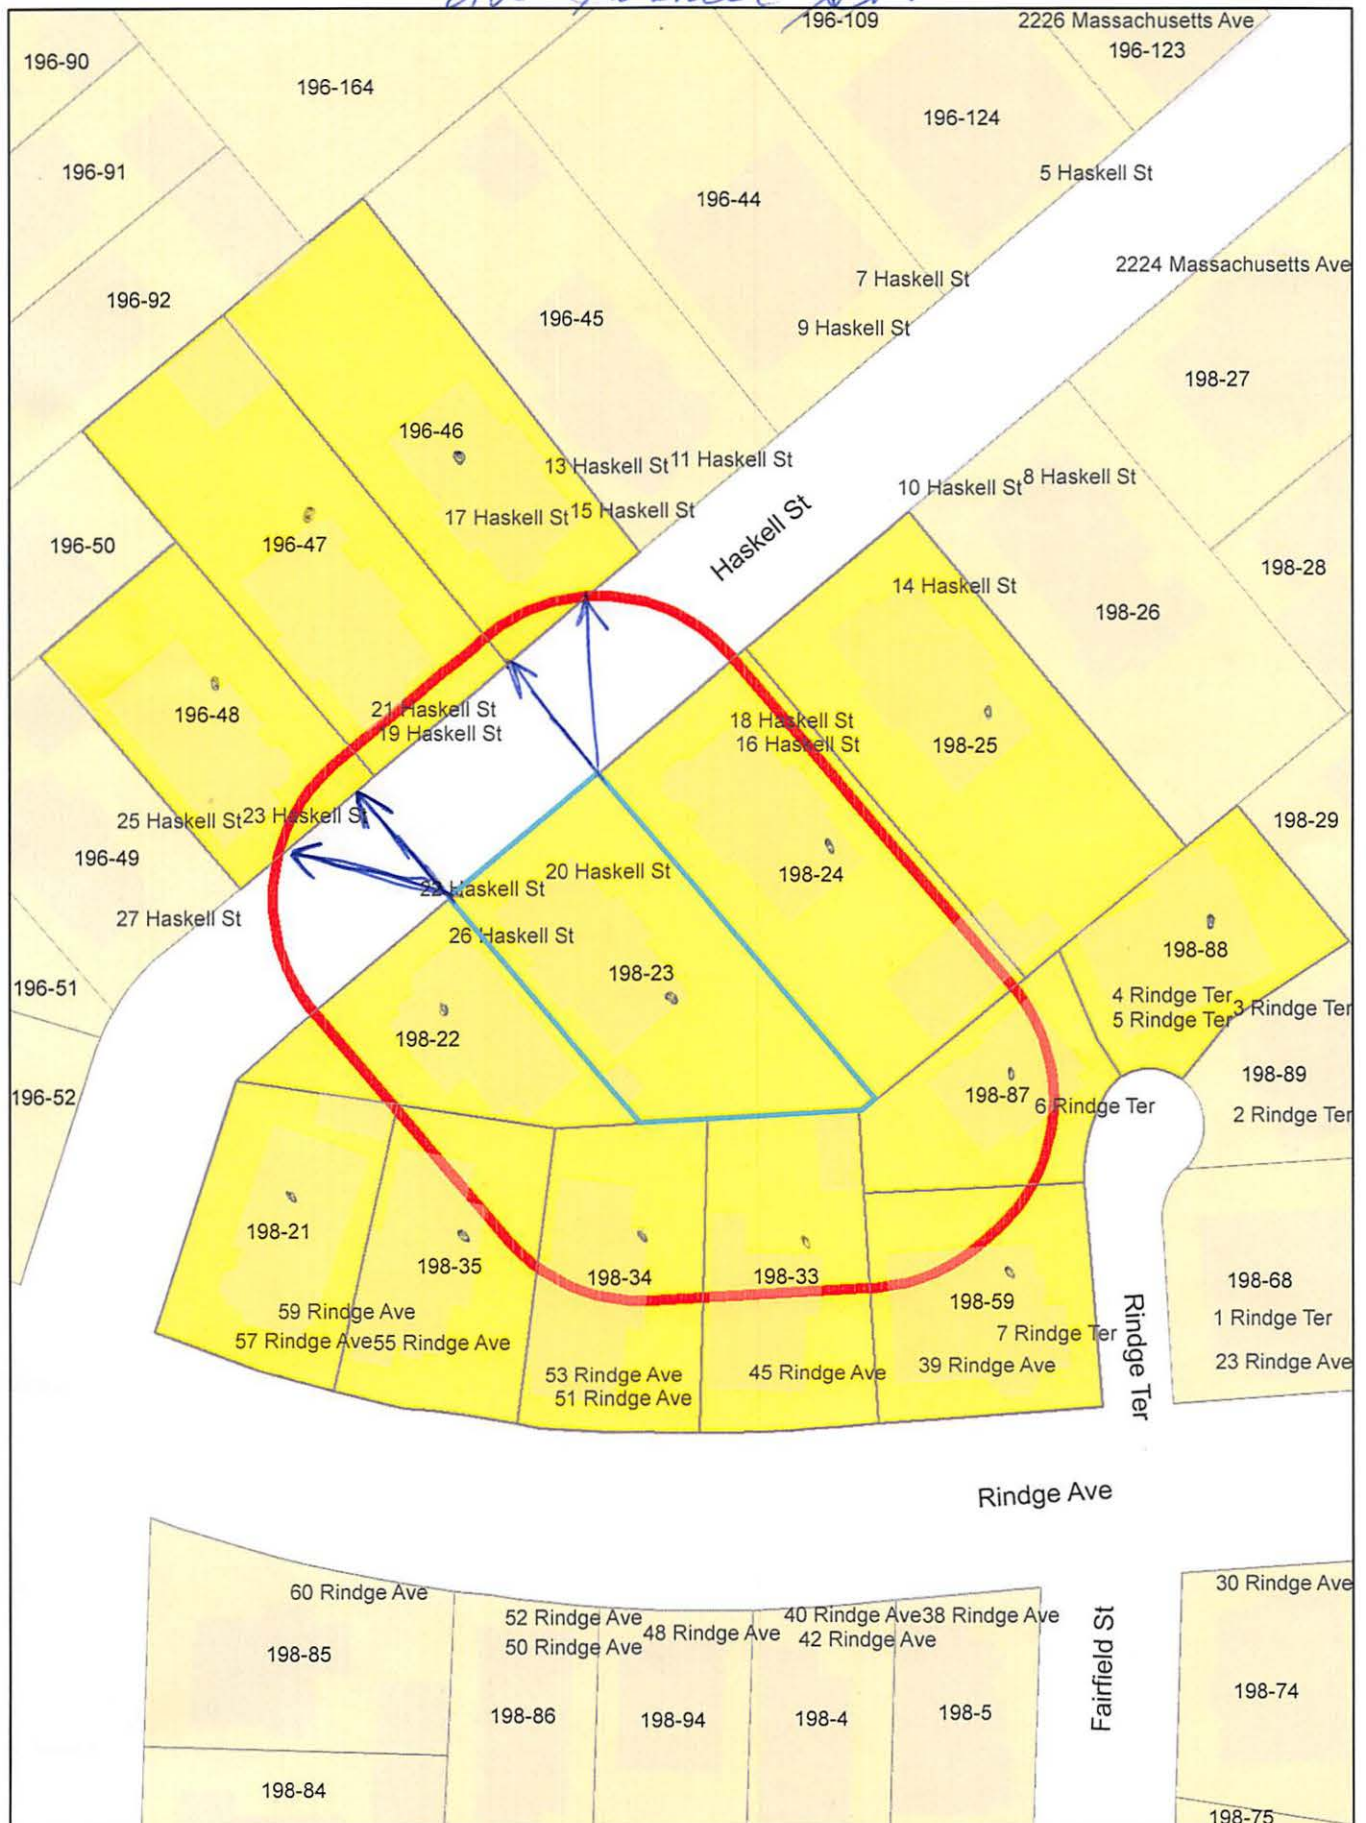 196-109
2226 Massachusetts Ave
196-123
196-90
196-164
196-124
196-91
5 Haskell St
196-44
2224 Massachusetts Ave
7 Haskell St
196-92
196-45
9 Haskell St
198-27
196-46
13 Haskell St
11 Haskell St
8 Haskell St
10 Haskell St
17 Haskell St
15 Haskell St
Haskell St
196-50
196-47
198-28
14 Haskell St
198-26
196-48
21 Haskell St
19 Haskell St
18 Haskell St
16 Haskell St
198-25
25 Haskell St
23 Haskell St
198-29
196-49
20 Haskell St
198-24
22 Haskell St
27 Haskell St
26 Haskell St
198-88
198-23
196-51
4 Rindge Ter
5 Rindge Ter
3 Rindge Ter
198-22
198-89
196-52
198-87
6 Rindge Ter
2 Rindge Ter
198-21
198-35
198-34
198-33
198-68
198-59
59 Rindge Ave
1 Rindge Ter
57 Rindge Ave
55 Rindge Ave
7 Rindge Ter
Rindge Ter
53 Rindge Ave
51 Rindge Ave
45 Rindge Ave
39 Rindge Ave
23 Rindge Ave
Rindge Ave
60 Rindge Ave
30 Rindge Ave
52 Rindge Ave
50 Rindge Ave
48 Rindge Ave
40 Rindge Ave
38 Rindge Ave
42 Rindge Ave
198-85
Fairfield St
198-74
198-86
198-94
198-4
198-5
198-84
198-75